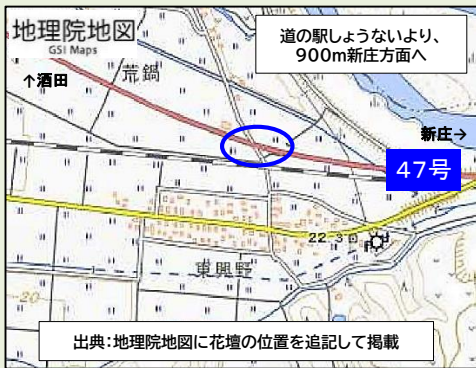 地理院地図
GSI Maps
道の駅しょうないより、
900m新庄方面へ
↑酒田
荒鍋
新庄→
47号
22.3
東興野
20
出典：地理院地図に花壇の位置を追記して掲載